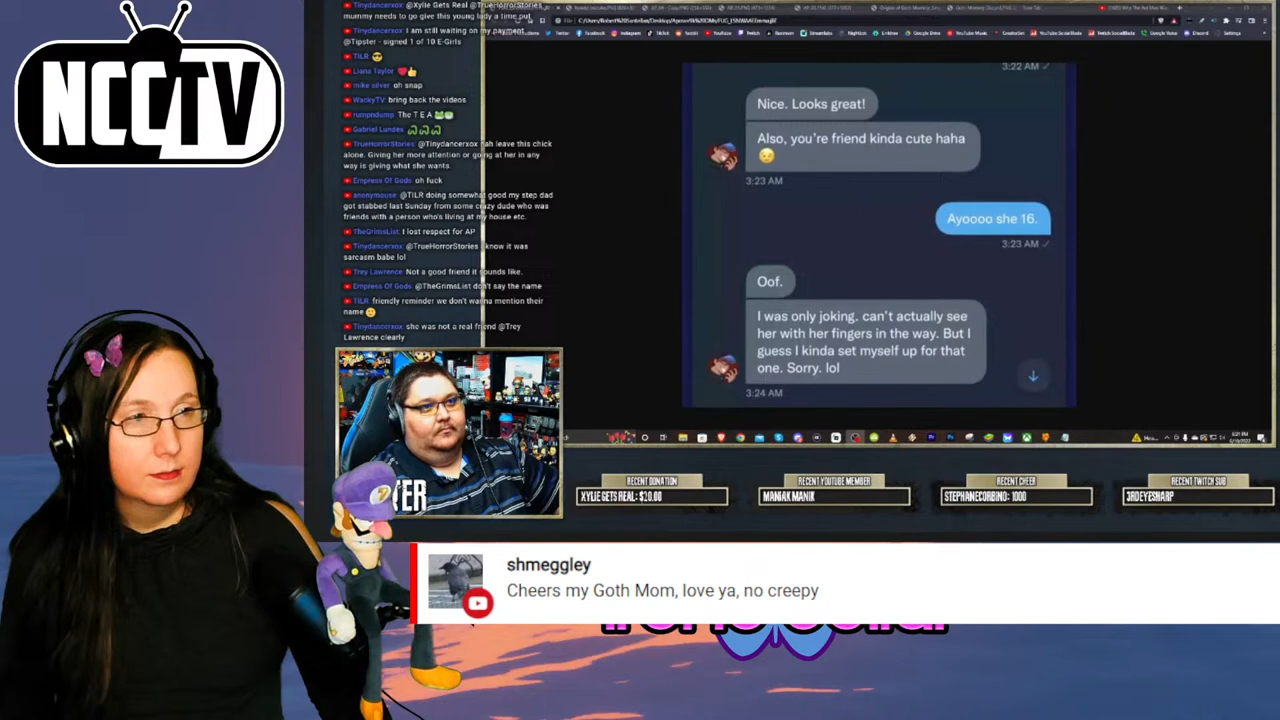 NCCTV
Tinydancerxox @Xylie Gets Real @TrueHorrorStories
mummy needs to go give this young lady a time out
Tinydancerxox I am still waiting on my payment
@Tipster - signed 1 of 10 E-Girls
TILR 😎
Liana Taylor ❤👍
mike silver oh snap
WackyTV bring back the videos
rumpndump The T E A 🐸🍵
Gabriel Lundes
TrueHorrorStories @Tinydancerxox nah leave this chick
alone. Giving her more attention or going at her in any
way is giving what she wants.
Empress Of Gods oh fuck
anonymouse @TILR doing somewhat good my step dad
got stabbed last Sunday from some crazy dude who was
friends with a person who's living at my house etc.
TheGrimsList I lost respect for AP
Tinydancerxox @TrueHorrorStories i know it was
sarcasm babe lol
Trey Lawrence Not a good friend it sounds like.
Empress Of Gods @TheGrimsList don't say the name
TILR friendly reminder we don't wanna mention their
name
Tinydancerxox she was not a real friend @Trey
Lawrence clearly
3:22 AM ✓
Nice. Looks great!
Also, you're friend kinda cute haha
😉
3:23 AM
Ayoooo she 16.
3:23 AM ✓
Oof.
I was only joking. can't actually see
her with her fingers in the way. But I
guess I kinda set myself up for that
one. Sorry. lol
3:24 AM
RECENT DONATION
XYLIE GETS REAL: $10.00
RECENT YOUTUBE MEMBER
MANIAK MANIK
RECENT CHEER
STEPHANECORBINO: 1000
RECENT TWITCH SUB
3RDEYESHARP
shmeggley
Cheers my Goth Mom, love ya, no creepy